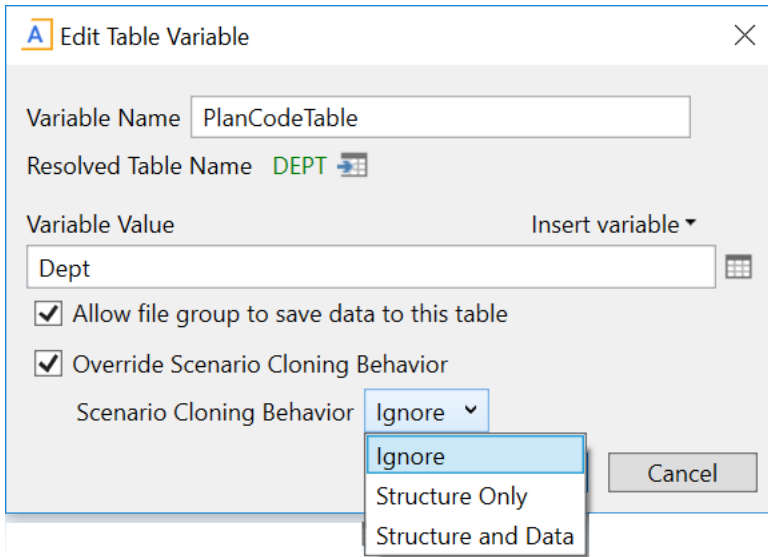 A Edit Table Variable
Variable Name PlanCodeTable
Resolved Table Name DEPT
Variable Value Insert variable
Dept
Allow file group to save data to this table
Override Scenario Cloning Behavior
Scenario Cloning Behavior Ignore
Ignore
Cancel
Structure Only
Structure and Data